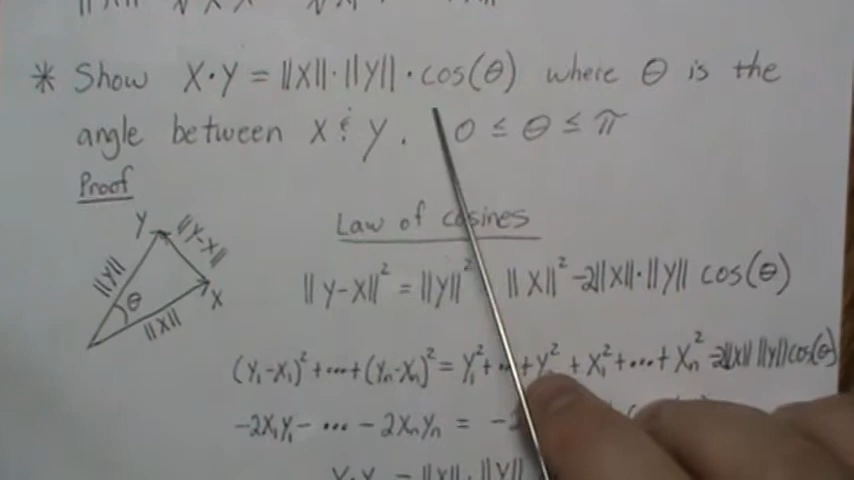 * Show X·Y = ||X||·||Y||·cos(θ) where θ is the
angle between X & Y. 0 ≤ θ ≤ π
Proof
Law of cosines
Y
||Y-X||
||Y||
θ
X
||X||
||Y-X||² = ||Y||² ||X||² -2||X||·||Y|| cos(θ)
(Y₁-X₁)²+···+(Yₙ-Xₙ)² = Y₁²+···+Yₙ²+X₁²+···+Xₙ² -2||X|| ||Y||cos(θ)
-2X₁Y₁-···-2XₙYₙ = -2
X·Y = ||X||·||Y||